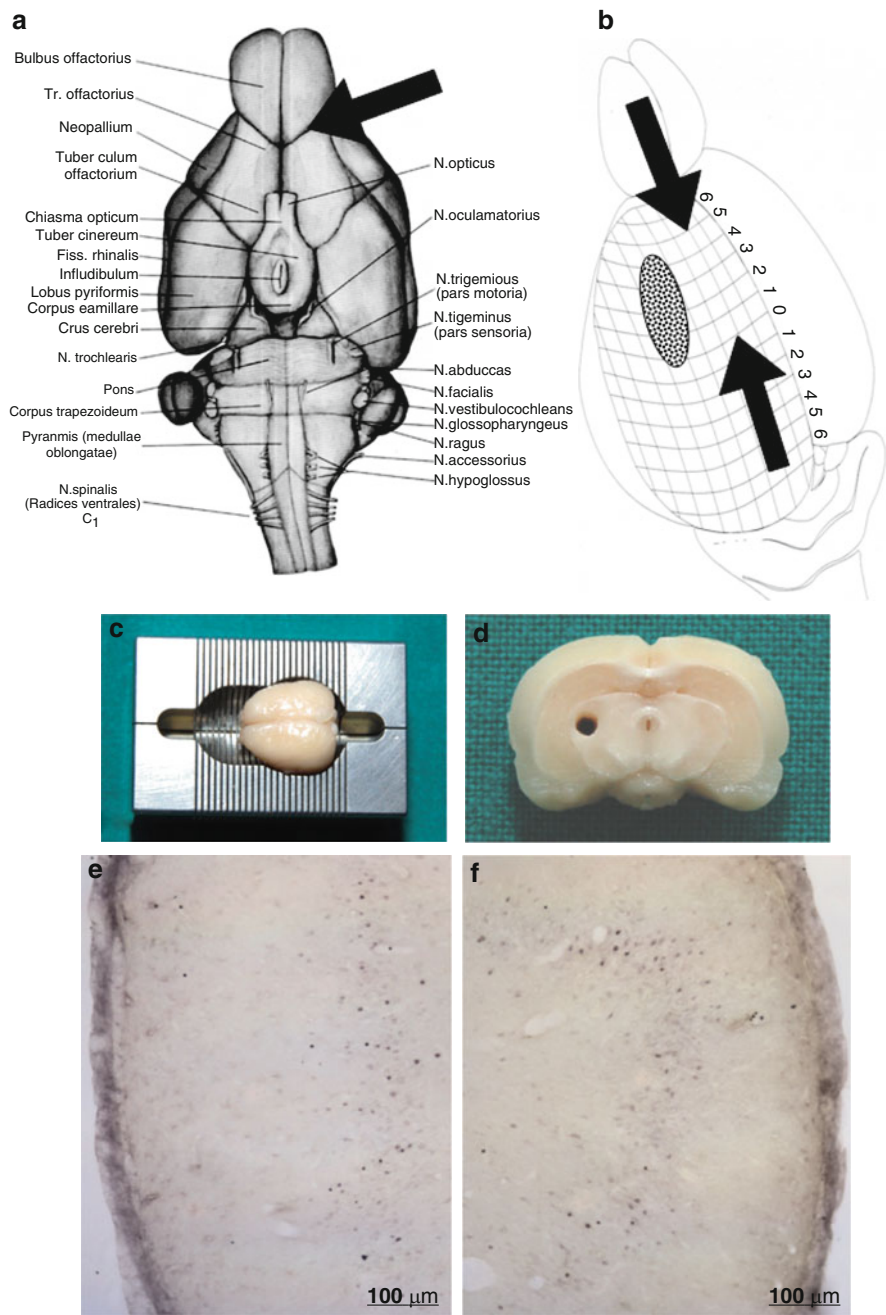 a
Bulbus offactorius
Tr. offactorius
Neopallium
Tuber culum
offactorium
Chiasma opticum
Tuber cinereum
Fiss. rhinalis
Infludibulum
Lobus pyriformis
Corpus eamillare
Crus cerebri
N. trochlearis
Pons
Corpus trapezoideum
Pyranmis (medullae
oblongatae)
N.spinalis
(Radices ventrales)
C1
N.opticus
N.oculamatorius
N.trigemious
(pars motoria)
N.tigeminus
(pars sensoria)
N.abduccas
N.facialis
N.vestibulocochleans
N.glossopharyngeus
N.ragus
N.accessorius
N.hypoglossus
b
6
5
4
3
2
1
0
1
2
3
4
5
6
c
d
e
100 µm
f
100 µm